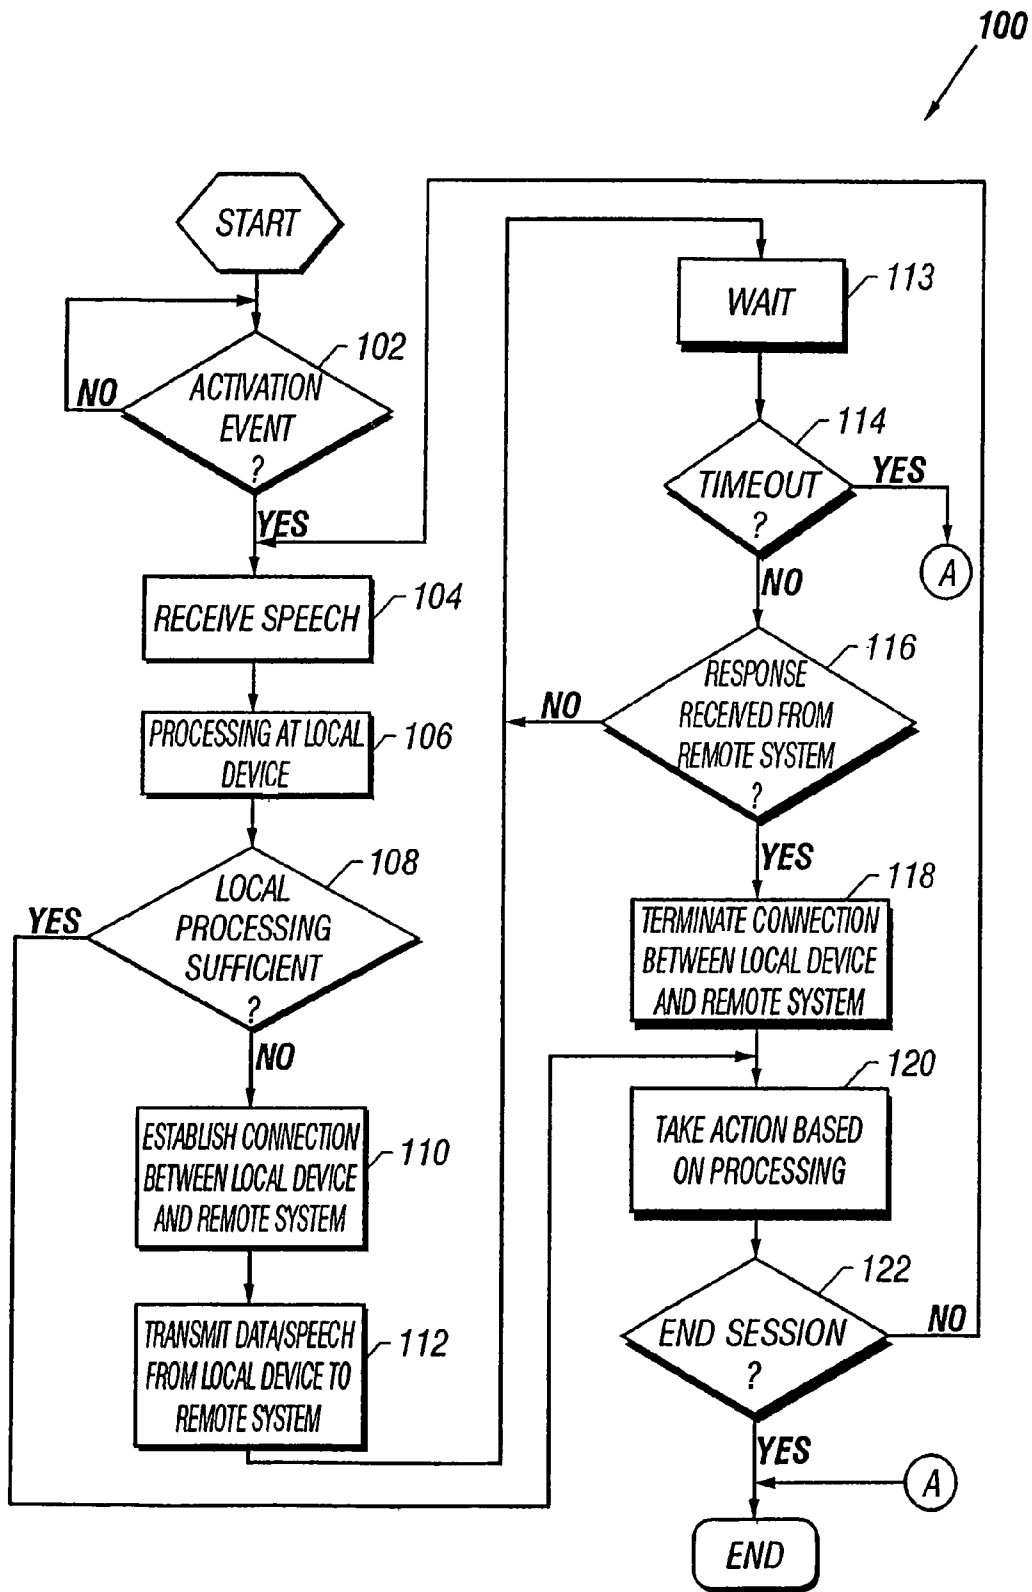 100
START
102
ACTIVATION
EVENT
?
NO
YES
104
RECEIVE SPEECH
106
PROCESSING AT LOCAL
DEVICE
108
LOCAL
PROCESSING
SUFFICIENT
?
YES
NO
110
ESTABLISH CONNECTION
BETWEEN LOCAL DEVICE
AND REMOTE SYSTEM
112
TRANSMIT DATA/SPEECH
FROM LOCAL DEVICE TO
REMOTE SYSTEM
113
WAIT
114
TIMEOUT
?
YES
A
NO
116
RESPONSE
RECEIVED FROM
REMOTE SYSTEM
?
NO
YES
118
TERMINATE CONNECTION
BETWEEN LOCAL DEVICE
AND REMOTE SYSTEM
120
TAKE ACTION BASED
ON PROCESSING
122
END SESSION
?
NO
YES
A
END